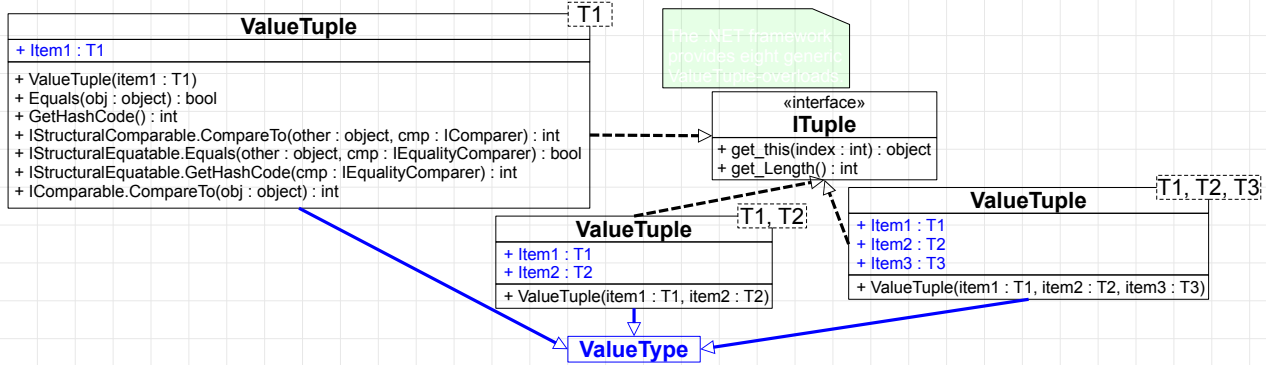 T1
ValueTuple
+ Item1 : T1
+ ValueTuple(item1 : T1)
+ Equals(obj : object) : bool
+ GetHashCode() : int
+ IStructuralComparable.CompareTo(other : object, cmp : IComparer) : int
+ IStructuralEquatable.Equals(other : object, cmp : IEqualityComparer) : bool
+ IStructuralEquatable.GetHashCode(cmp : IEqualityComparer) : int
+ IComparable.CompareTo(obj : object) : int
The .NET framework
provides eight generic
ValueTuple overloads
«interface»
ITuple
+ get_this(index : int) : object
+ get_Length() : int
T1, T2
ValueTuple
+ Item1 : T1
+ Item2 : T2
+ ValueTuple(item1 : T1, item2 : T2)
T1, T2, T3
ValueTuple
+ Item1 : T1
+ Item2 : T2
+ Item3 : T3
+ ValueTuple(item1 : T1, item2 : T2, item3 : T3)
ValueType